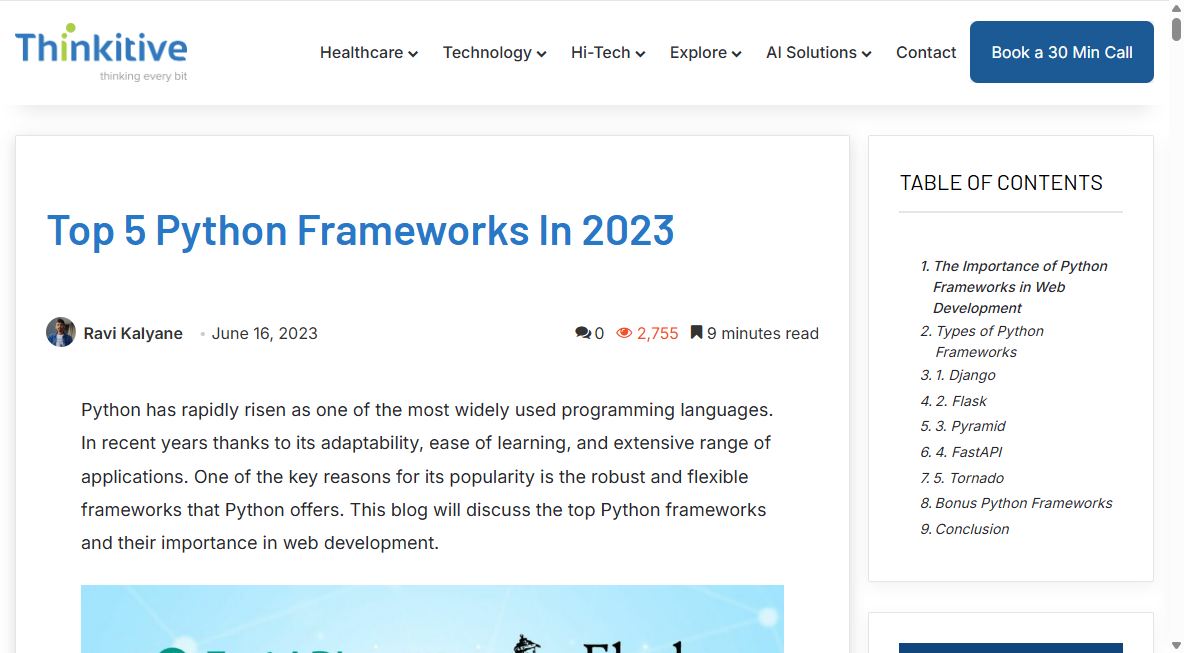 Thinkitive
thinking every bit
Healthcare
Technology
Hi-Tech
Explore
AI Solutions
Contact
Book a 30 Min Call
Top 5 Python Frameworks In 2023
Ravi Kalyane
June 16, 2023
0
2,755
9 minutes read
Python has rapidly risen as one of the most widely used programming languages.
In recent years thanks to its adaptability, ease of learning, and extensive range of
applications. One of the key reasons for its popularity is the robust and flexible
frameworks that Python offers. This blog will discuss the top Python frameworks
and their importance in web development.
TABLE OF CONTENTS
1. The Importance of Python
Frameworks in Web
Development
2. Types of Python
Frameworks
3. 1. Django
4. 2. Flask
5. 3. Pyramid
6. 4. FastAPI
7. 5. Tornado
8. Bonus Python Frameworks
9. Conclusion